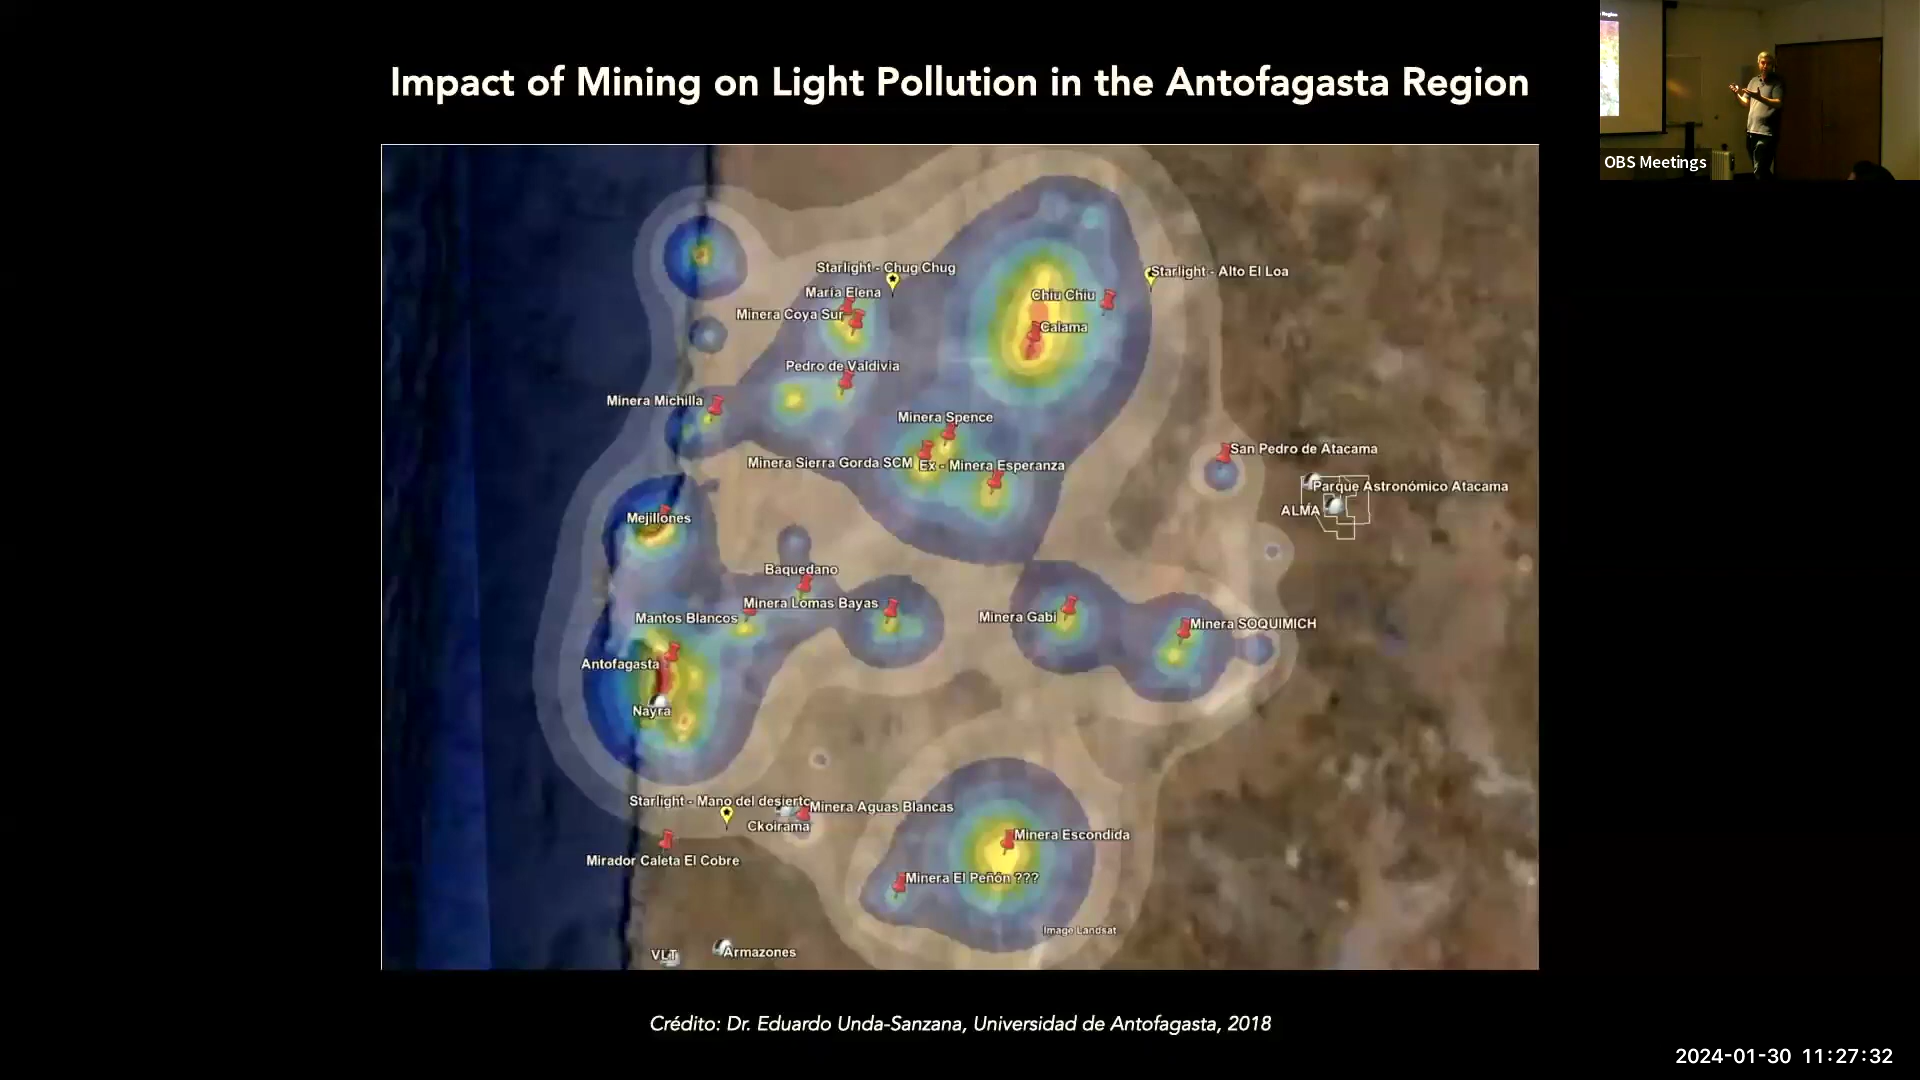 Impact of Mining on Light Pollution in the Antofagasta Region
OBS Meetings
Starlight - Chug Chug
Starlight - Alto El Loa
María Elena
Chiu Chiu
Minera Coya Sur
Calama
Pedro de Valdivia
Minera Michilla
Minera Spence
San Pedro de Atacama
Minera Sierra Gorda SCM
Ex - Minera Esperanza
Parque Astronómico Atacama
ALMA
Mejillones
Baquedano
Minera Lomas Bayas
Mantos Blancos
Minera Gabi
Minera SOQUIMICH
Antofagasta
Nayra
Starlight - Mano del desierto
Minera Aguas Blancas
Ckoirama
Minera Escondida
Mirador Caleta El Cobre
Minera El Peñón ???
Image Landsat
VLT
Armazones
Crédito: Dr. Eduardo Unda-Sanzana, Universidad de Antofagasta, 2018
2024-01-30 11:27:32